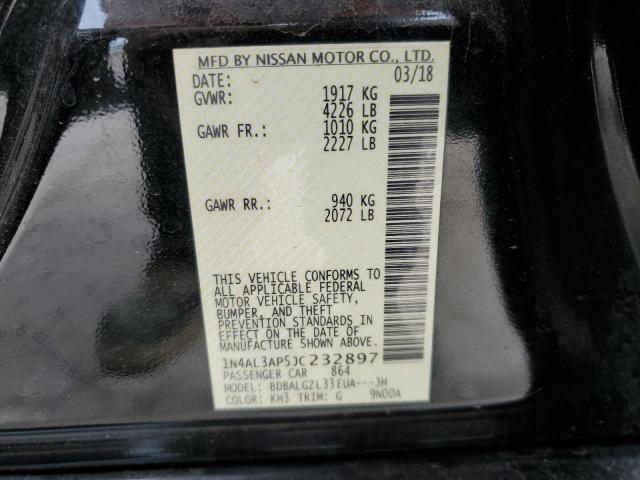 MFD BY NISSAN MOTOR CO., LTD.
DATE: 03/18
GVWR: 1917 KG
4226 LB
GAWR FR.: 1010 KG
2227 LB
GAWR RR.: 940 KG
2072 LB
THIS VEHICLE CONFORMS TO
ALL APPLICABLE FEDERAL
MOTOR VEHICLE SAFETY,
BUMPER, AND THEFT
PREVENTION STANDARDS IN
EFFECT ON THE DATE OF
MANUFACTURE SHOWN ABOVE.
1N4AL3AP5JC232897
PASSENGER CAR 864
MODEL: BDBALGZL33EUA---JH
COLOR: KH3 TRIM: G 9N00A